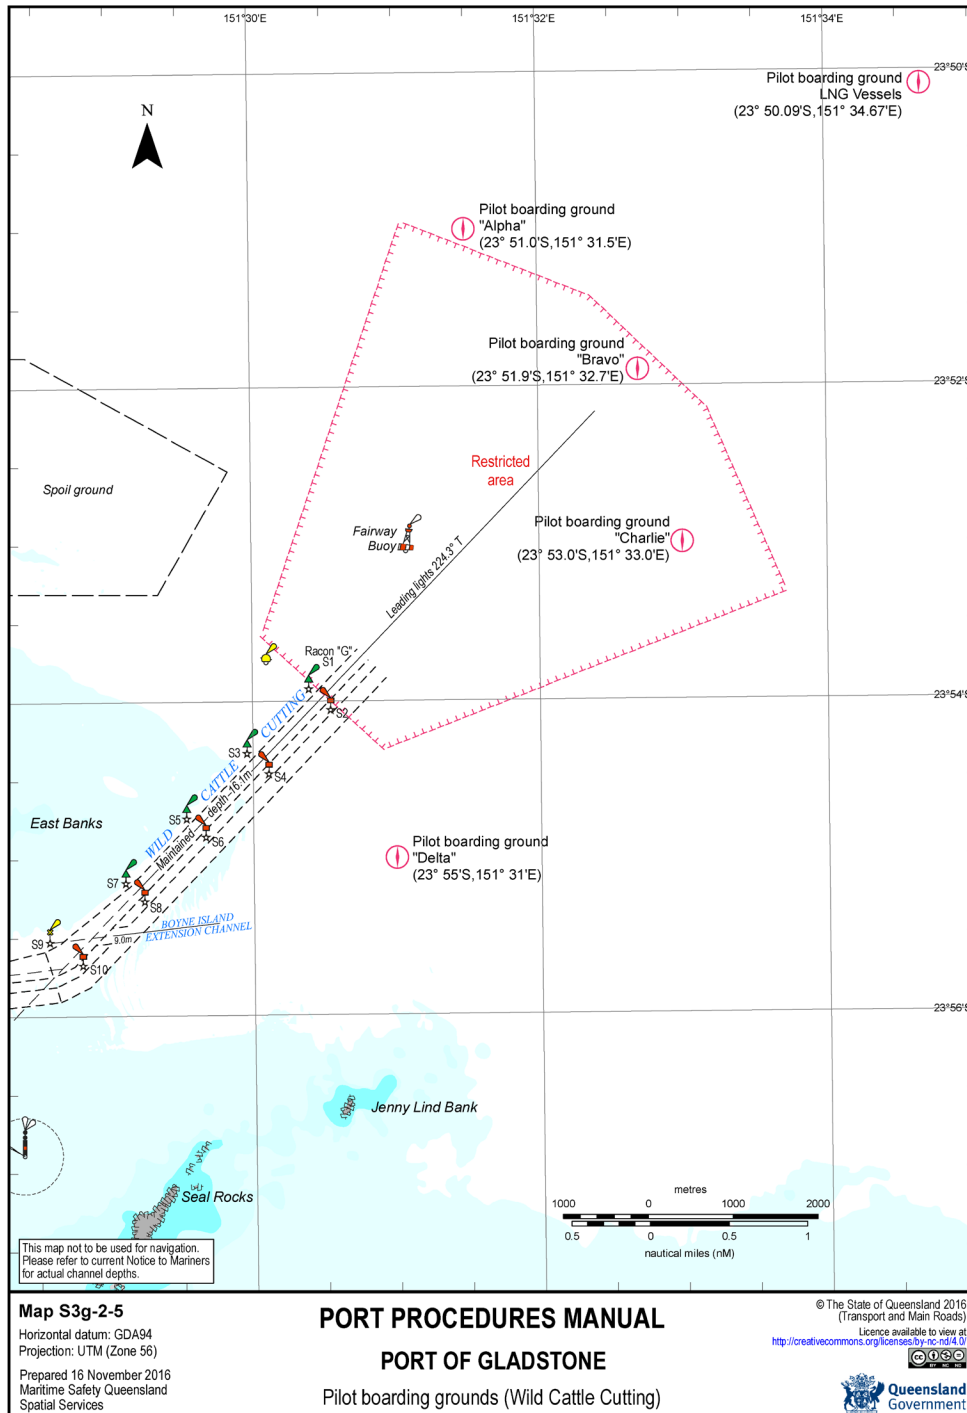 151°30'E
151°32'E
151°34'E
23°50'S
Pilot boarding ground
LNG Vessels
(23° 50.09'S,151° 34.67'E)
N
Pilot boarding ground
"Alpha"
(23° 51.0'S,151° 31.5'E)
Pilot boarding ground
"Bravo"
(23° 51.9'S,151° 32.7'E)
23°52'S
Restricted
area
Spoil ground
Fairway
Buoy
Pilot boarding ground
"Charlie"
(23° 53.0'S,151° 33.0'E)
Leading lights 224.3° T
Racon "G"
S1
S2
23°54'S
S3
S4
WILD CATTLE CUTTING
Maintained depth-16.1m
S5
S6
East Banks
Pilot boarding ground
"Delta"
(23° 55'S,151° 31'E)
S7
S8
BOYNE ISLAND
EXTENSION CHANNEL
9.0m
S9
S10
23°56'S
Jenny Lind Bank
Seal Rocks
metres
1000 0 1000 2000
0.5 0 0.5 1
nautical miles (nM)
This map not to be used for navigation.
Please refer to current Notice to Mariners
for actual channel depths.
Map S3g-2-5
Horizontal datum: GDA94
Projection: UTM (Zone 56)
Prepared 16 November 2016
Maritime Safety Queensland
Spatial Services
PORT PROCEDURES MANUAL
PORT OF GLADSTONE
Pilot boarding grounds (Wild Cattle Cutting)
© The State of Queensland 2016
(Transport and Main Roads)
Licence available to view at
http://creativecommons.org/licenses/by-nc-nd/4.0/
cc
BY NC ND
Queensland
Government